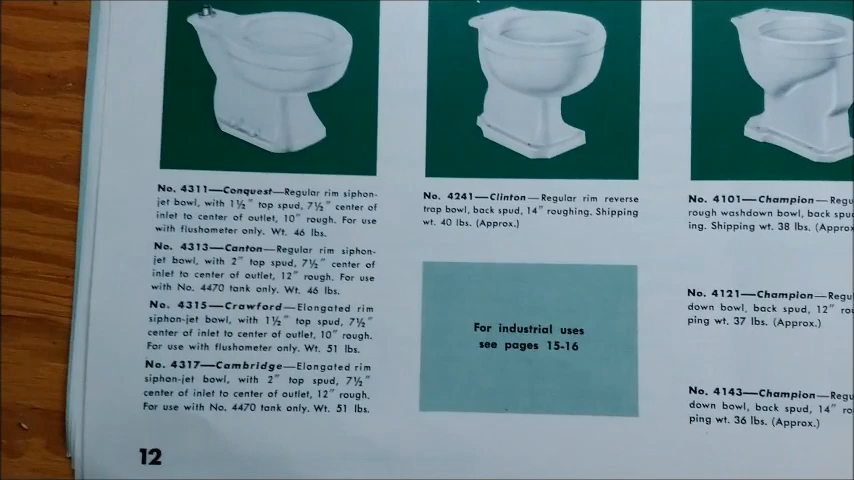 No. 4311—Conquest—Regular rim siphon-
jet bowl, with 1½" top spud, 7½" center of
inlet to center of outlet, 10" rough. For use
with flushometer only. Wt. 46 lbs.
No. 4313—Canton—Regular rim siphon-
jet bowl, with 2" top spud, 7½" center of
inlet to center of outlet, 12" rough. For use
with No. 4470 tank only. Wt. 46 lbs.
No. 4315—Crawford—Elongated rim
siphon-jet bowl, with 1½" top spud, 7½"
center of inlet to center of outlet, 10" rough.
For use with flushometer only. Wt. 51 lbs.
No. 4317—Cambridge—Elongated rim
siphon-jet bowl, with 2" top spud, 7½"
center of inlet to center of outlet, 12" rough.
For use with No. 4470 tank only. Wt. 51 lbs.
12
No. 4241—Clinton—Regular rim reverse
trap bowl, back spud, 14" roughing. Shipping
wt. 40 lbs. (Approx.)
For industrial uses
see pages 15-16
No. 4101—Champion—Regu
rough washdown bowl, back spu
ing. Shipping wt. 38 lbs. (Approx
No. 4121—Champion—Regu
down bowl, back spud, 12" rou
ping wt. 37 lbs. (Approx.)
No. 4143—Champion—Regu
down bowl, back spud, 14" ro
ping wt. 36 lbs. (Approx.)